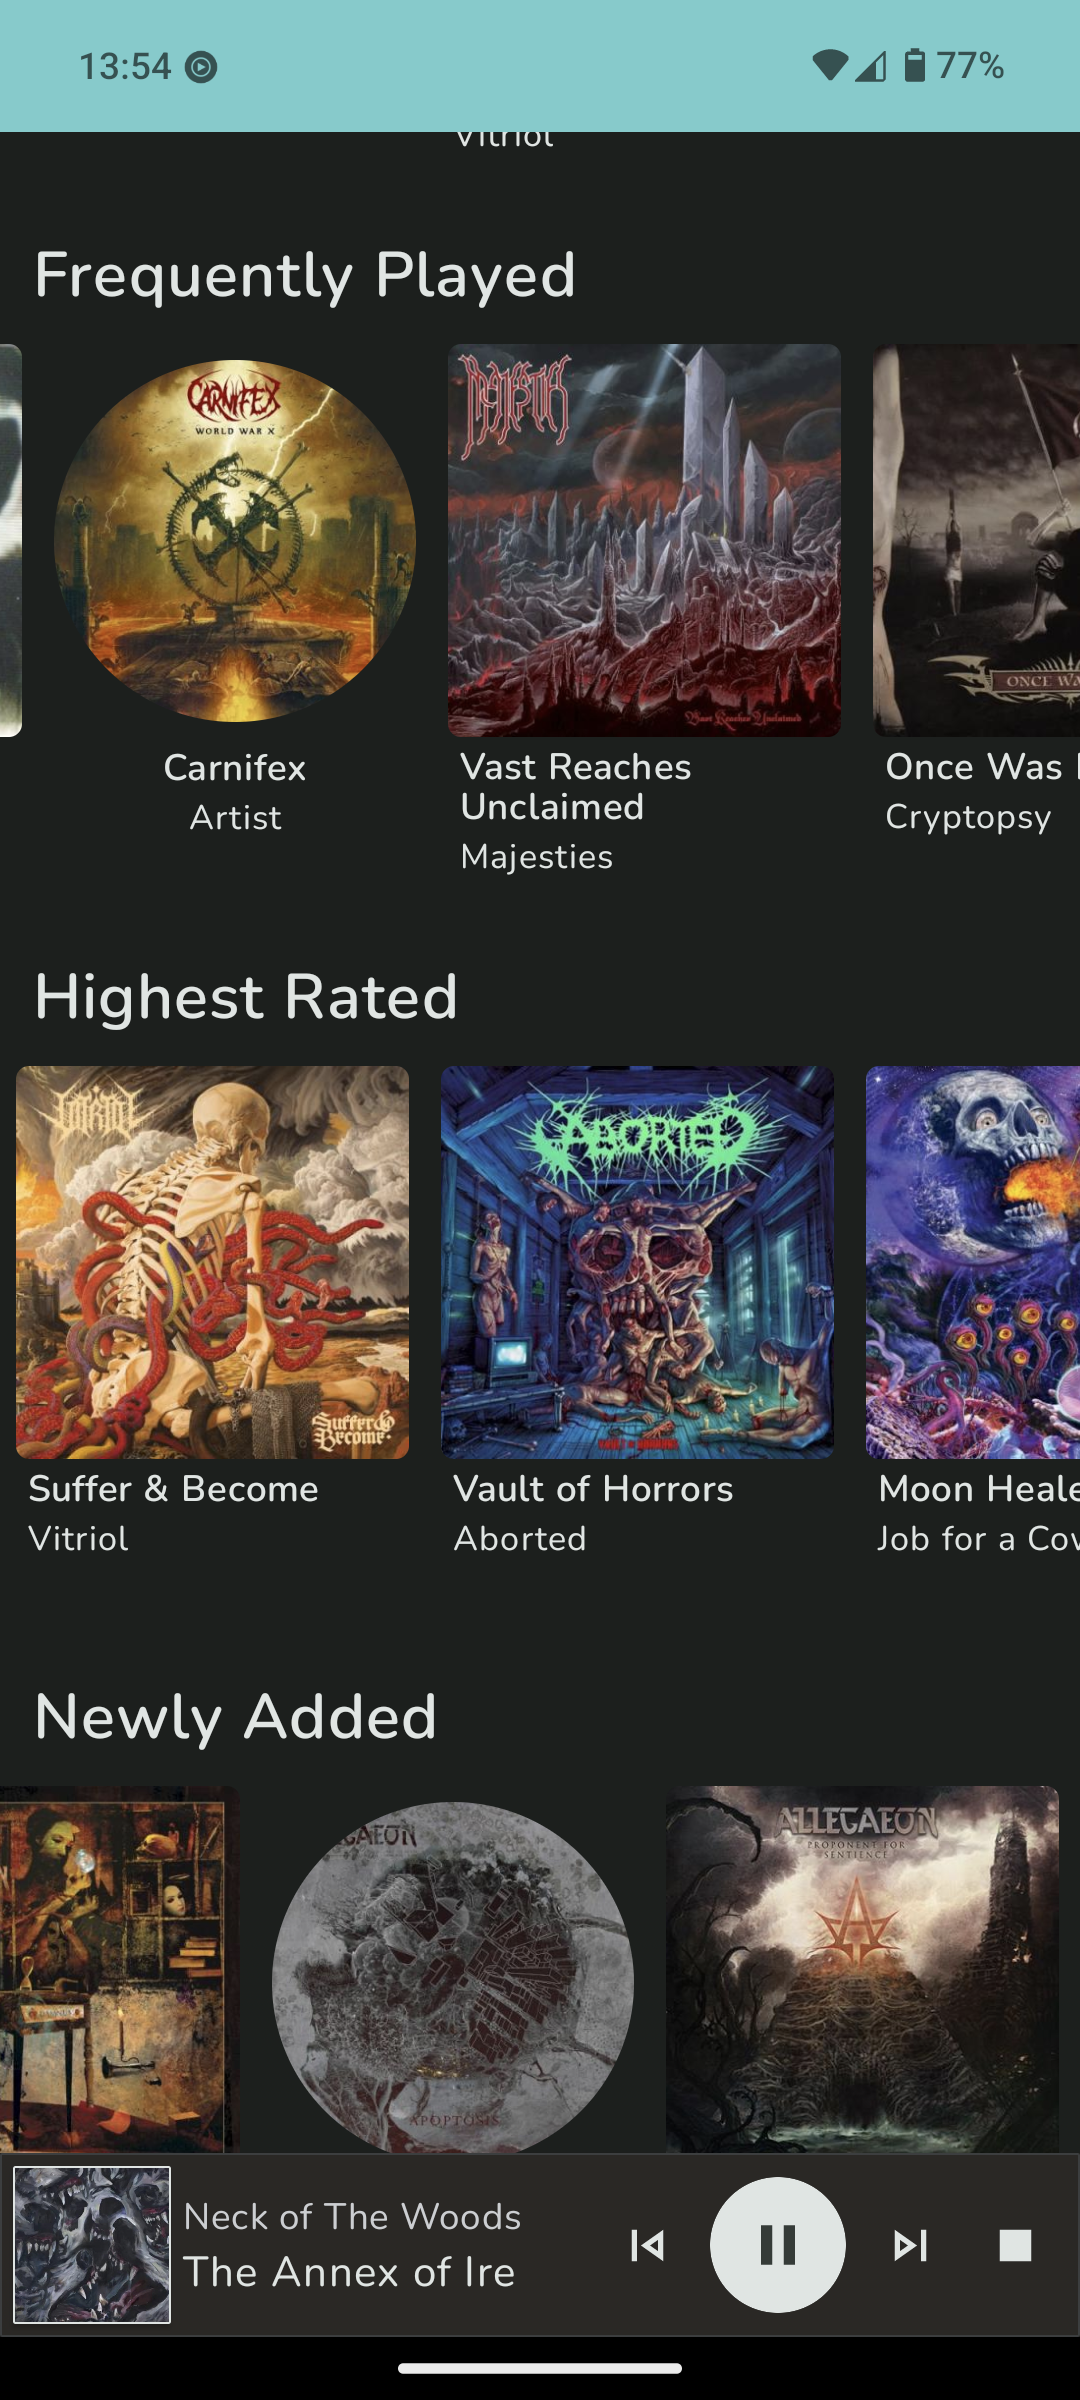 13:54
77%
Vitriol
Frequently Played
CARNIFEX
WORLD WAR X
Vast Reaches Unclaimed
ONCE WA
Carnifex
Artist
Vast Reaches
Unclaimed
Majesties
Once Was
Cryptopsy
Highest Rated
VITRIOL
Suffer &
Become
ABORTED
Suffer & Become
Vitriol
Vault of Horrors
Aborted
Moon Heale
Job for a Cow
Newly Added
GAEON
APOPTOSIS
ALLEGAEON
PROPONENT FOR
SENTIENCE
Neck of The Woods
The Annex of Ire